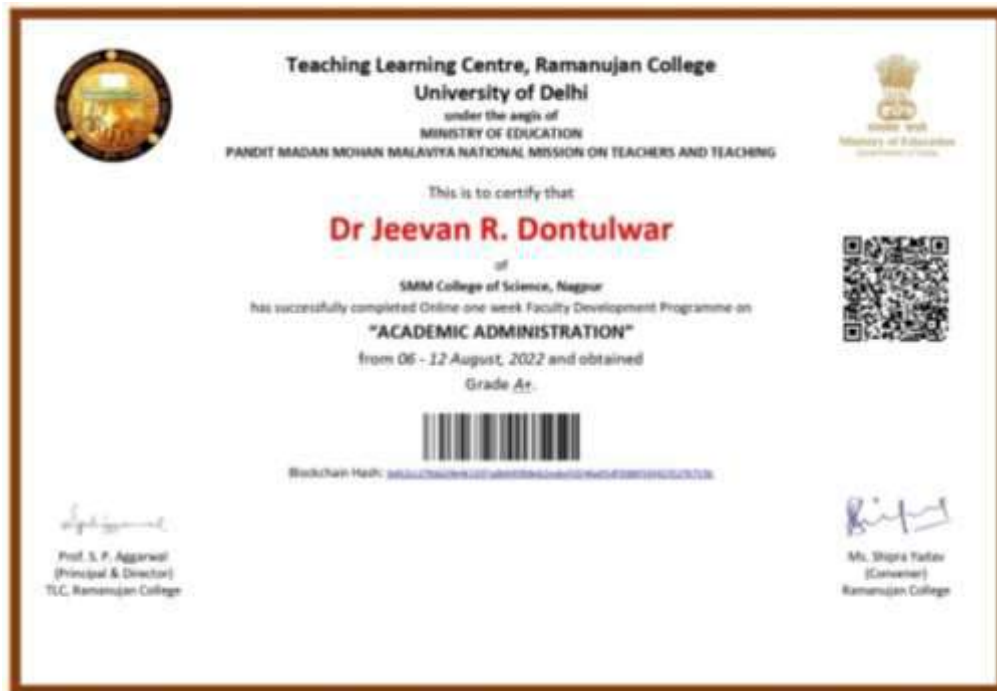 Teaching Learning Centre, Ramanujan College
University of Delhi
under the aegis of
MINISTRY OF EDUCATION
PANDIT MADAN MOHAN MALAVIYA NATIONAL MISSION ON TEACHERS AND TEACHING
Ministry of Education
This is to certify that
Dr Jeevan R. Dontulwar
of
SMM College of Science, Nagpur
has successfully completed Online one week Faculty Development Programme on
"ACADEMIC ADMINISTRATION"
from 06 - 12 August, 2022 and obtained
Grade A+.
Blockchain Hash:
Prof. S. P. Aggarwal
(Principal & Director)
TLC, Ramanujan College
Ms. Shipra Yadav
(Convener)
Ramanujan College